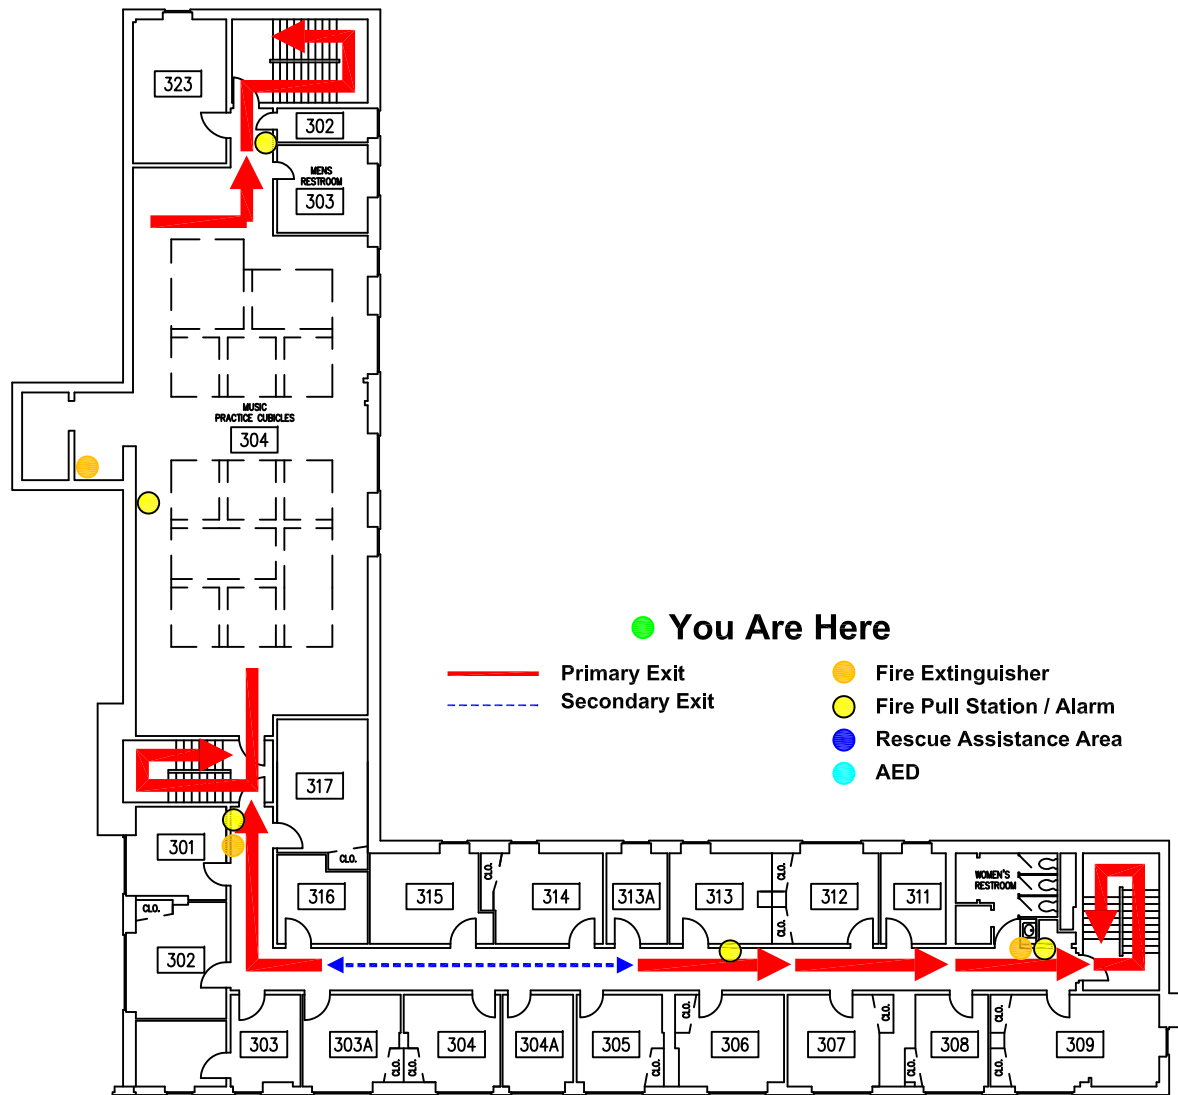 323
302
MENS
RESTROOM
303
MUSIC
PRACTICE CUBICLES
304
You Are Here
Primary Exit
Secondary Exit
Fire Extinguisher
Fire Pull Station / Alarm
Rescue Assistance Area
AED
317
CLO.
301
CLO.
302
316
315
CLO.
314
313A
313
CLO.
CLO.
312
311
WOMEN'S
RESTROOM
303
303A
CLO.
CLO.
304
304A
305
CLO.
CLO.
306
307
CLO.
CLO.
308
CLO.
CLO.
309